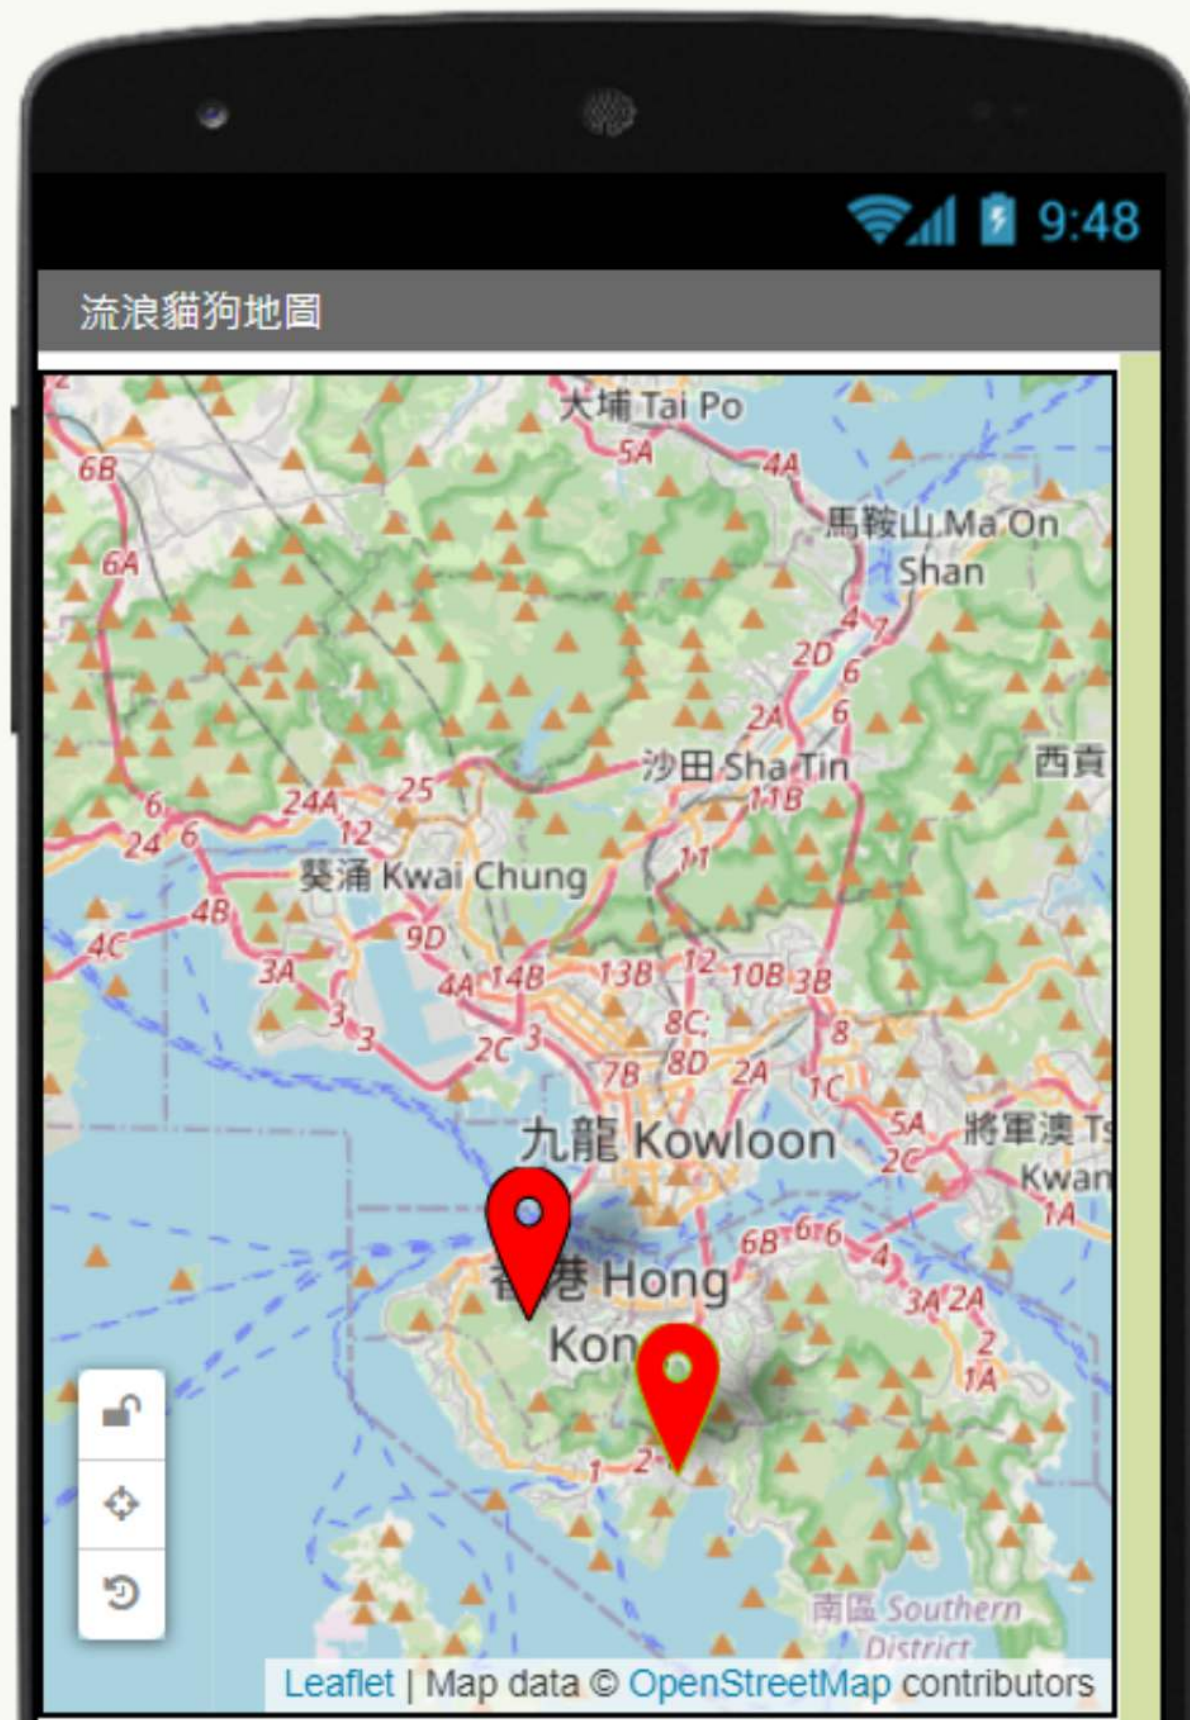 9:48
流浪貓狗地圖
大埔 Tai Po
5A
4A
6B
馬鞍山 Ma On
Shan
6A
4
7
2D
6
2A
6
沙田 Sha Tin
西貢
25
11B
6
24A
24
6
12
11
葵涌 Kwai Chung
4B
4C
9D
3A
4A
14B
13B
12
10B
3B
3
3
2C
3
8C;
8D
7B
2A
8
1C
5A
2C
九龍 Kowloon
將軍澳 Ts
Kwan
1A
6B
6
6
4
港 Hong
Kon
3A
2A
2
1A
1
2
南區 Southern
District
Leaflet | Map data © OpenStreetMap contributors